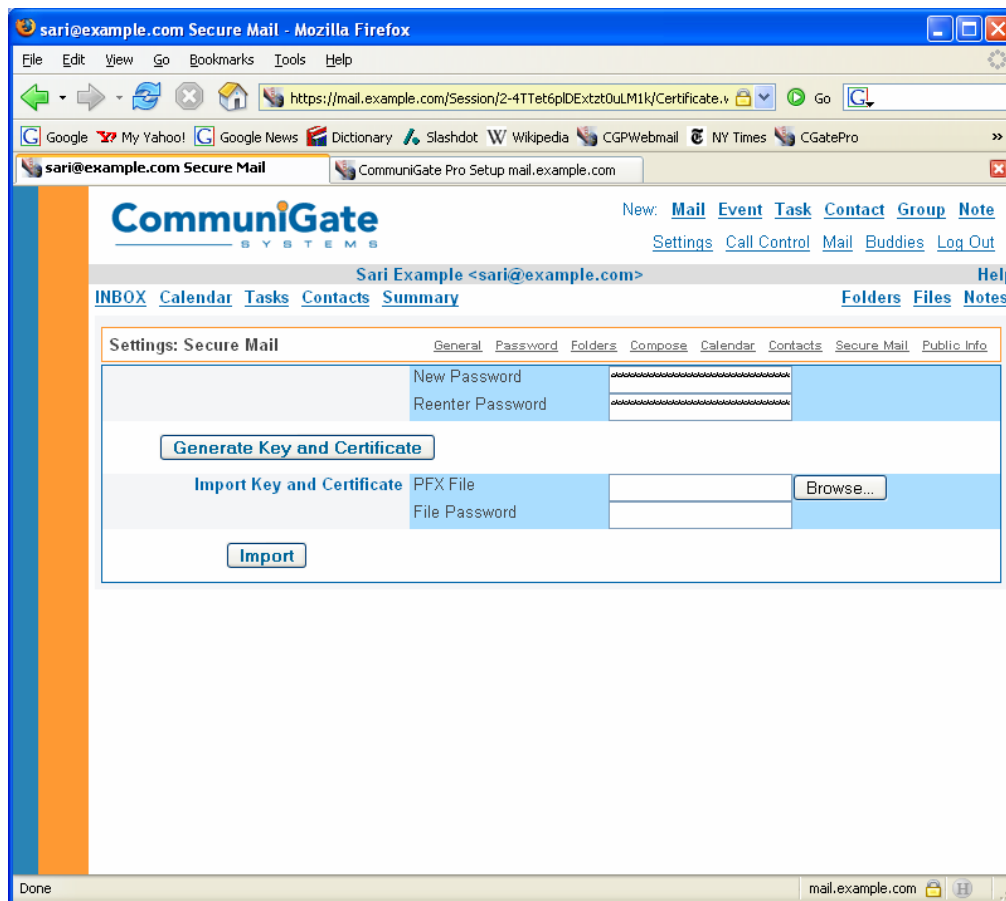 sari@example.com Secure Mail - Mozilla Firefox
File Edit View Go Bookmarks Tools Help
https://mail.example.com/Session/2-4TTet6plDExtzt0uLM1k/Certificate.v Go G
G Google Y? My Yahoo! G Google News Dictionary Slashdot W Wikipedia CGPWebmail NY Times CGatePro »
sari@example.com Secure Mail CommuniGate Pro Setup mail.example.com
CommuniGate
SYSTEMS
New: Mail Event Task Contact Group Note
Settings Call Control Mail Buddies Log Out
Sari Example <sari@example.com> Help
INBOX Calendar Tasks Contacts Summary Folders Files Notes
Settings: Secure Mail General Password Folders Compose Calendar Contacts Secure Mail Public Info
New Password
Reenter Password
Generate Key and Certificate
Import Key and Certificate PFX File Browse...
File Password
Import
Done mail.example.com H